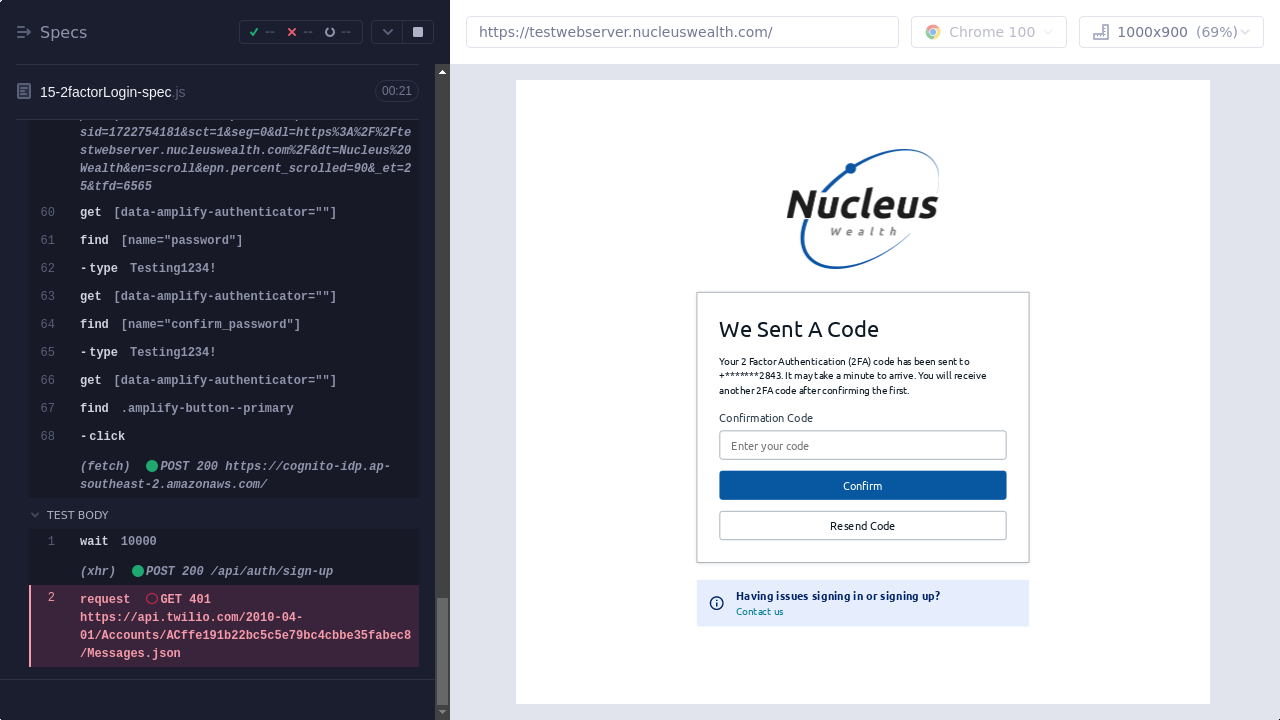 Specs
--
--
--
https://testwebserver.nucleuswealth.com/
Chrome 100
1000x900 (69%)
15-2factorLogin-spec.js
00:21
sid=1722754181&sct=1&seg=0&dl=https%3A%2F%2Fte
stwebserver.nucleuswealth.com%2F&dt=Nucleus%20
Wealth&en=scroll&epn.percent_scrolled=90&_et=2
5&tfd=6565
60 get [data-amplify-authenticator=""]
61 find [name="password"]
62 -type Testing1234!
63 get [data-amplify-authenticator=""]
64 find [name="confirm_password"]
65 -type Testing1234!
66 get [data-amplify-authenticator=""]
67 find .amplify-button--primary
68 -click
(fetch) POST 200 https://cognito-idp.ap-
southeast-2.amazonaws.com/
TEST BODY
1 wait 10000
(xhr) POST 200 /api/auth/sign-up
2 request GET 401
https://api.twilio.com/2010-04-
01/Accounts/ACffe191b22bc5c5e79bc4cbbe35fabec8
/Messages.json
Nucleus
Wealth
We Sent A Code
Your 2 Factor Authentication (2FA) code has been sent to
+*******2843. It may take a minute to arrive. You will receive
another 2FA code after confirming the first.
Confirmation Code
Enter your code
Confirm
Resend Code
Having issues signing in or signing up?
Contact us